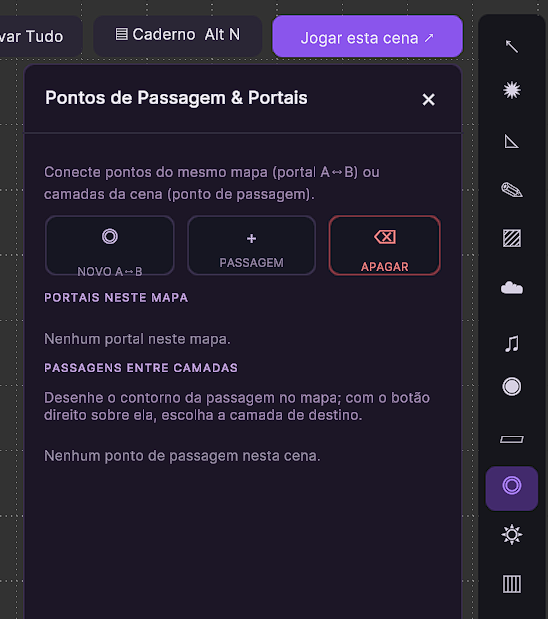 var Tudo
Caderno Alt N
Jogar esta cena ↗
Pontos de Passagem & Portais
Conecte pontos do mesmo mapa (portal A↔B) ou
camadas da cena (ponto de passagem).
NOVO A↔B
PASSAGEM
APAGAR
PORTAIS NESTE MAPA
Nenhum portal neste mapa.
PASSAGENS ENTRE CAMADAS
Desenhe o contorno da passagem no mapa; com o botão
direito sobre ela, escolha a camada de destino.
Nenhum ponto de passagem nesta cena.